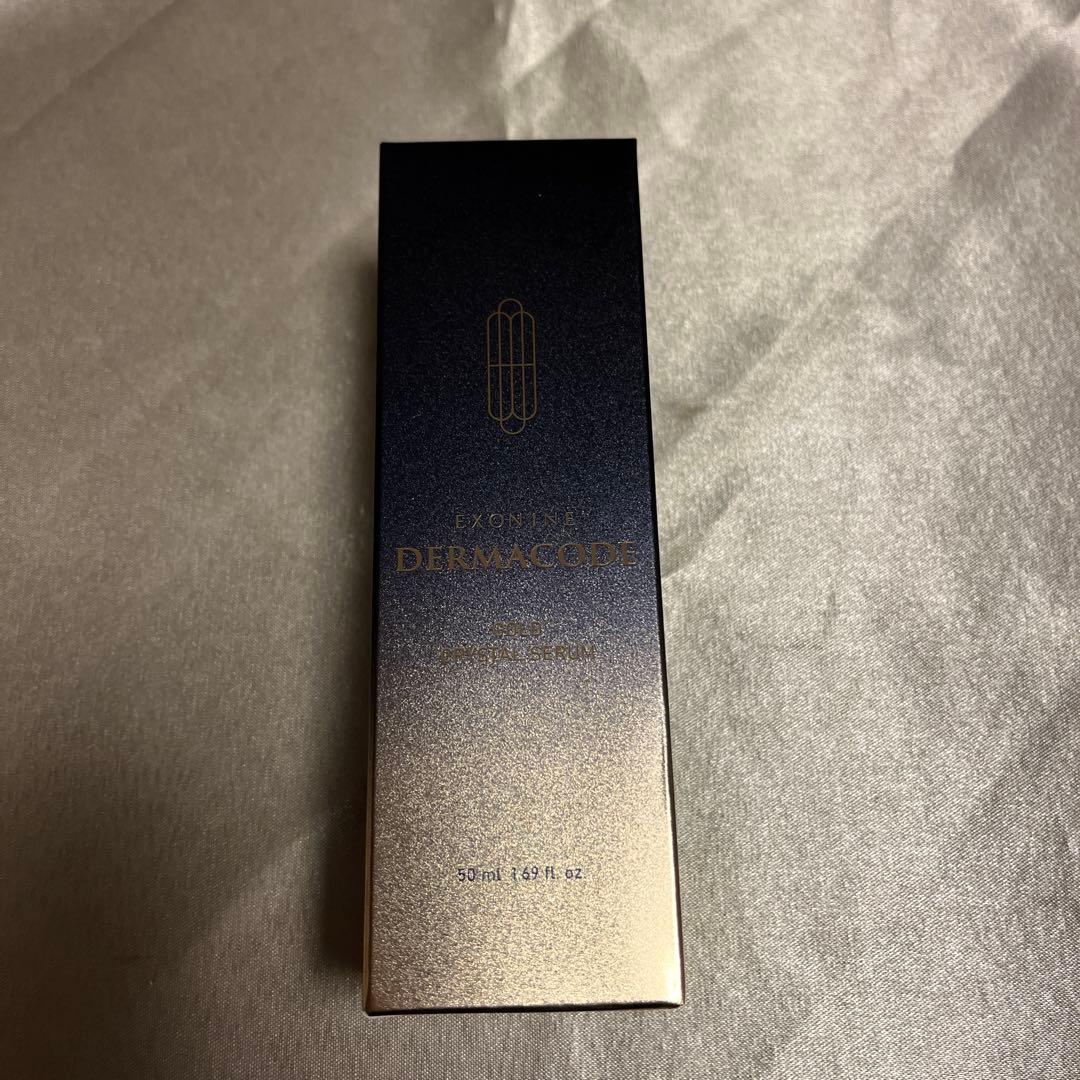 EXONINE
DERMACODE
GOLD
CRYSTAL SERUM
50 ml 1.69 fl. oz